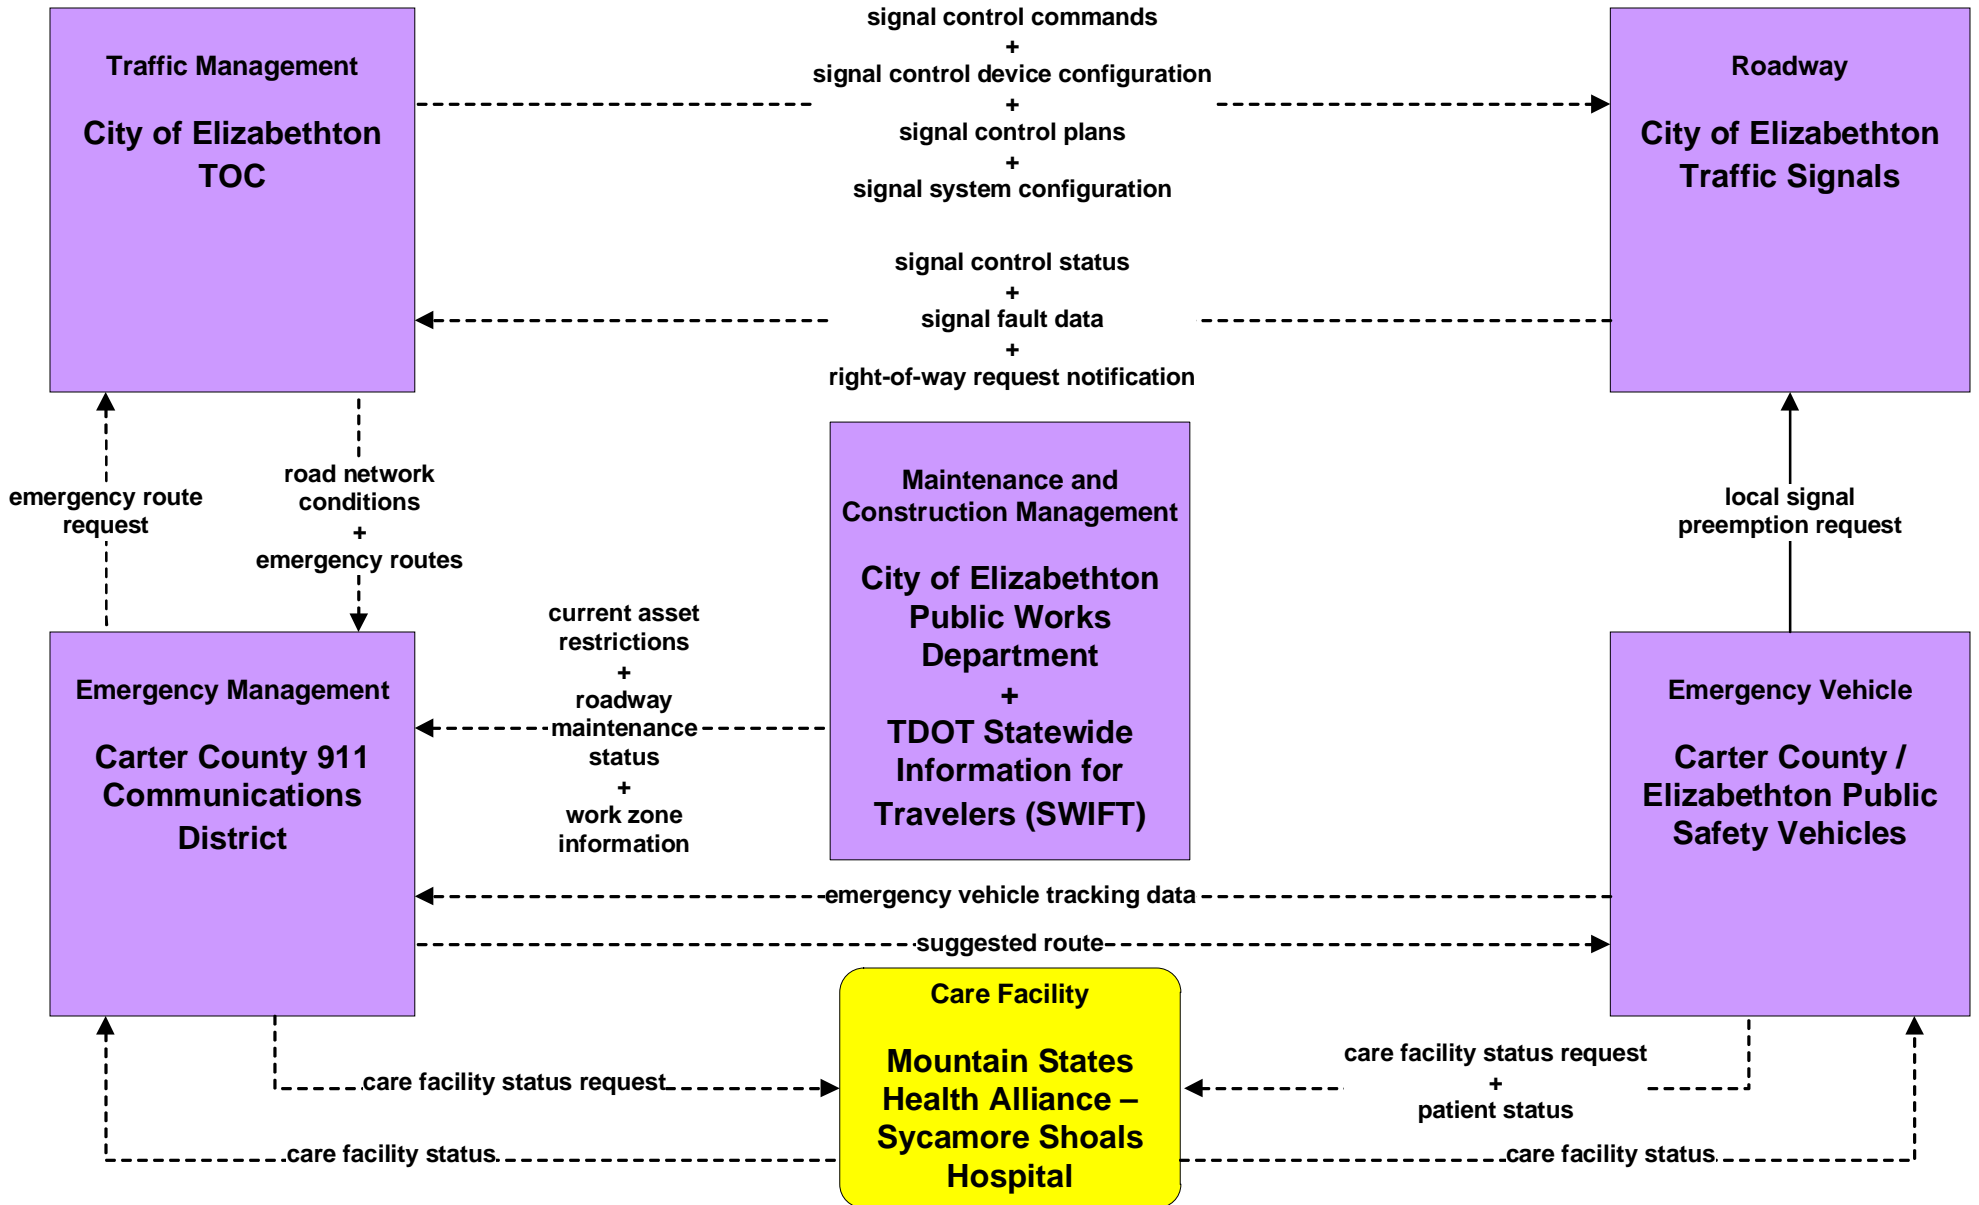 signal control commands
+
signal control device configuration
+
signal control plans
+
signal system configuration
Traffic Management
City of Elizabethton
TOC
Roadway
City of Elizabethton
Traffic Signals
signal control status
+
signal fault data
+
right-of-way request notification
emergency route
request
road network
conditions
+
emergency routes
Maintenance and
Construction Management
City of Elizabethton
Public Works
Department
+
TDOT Statewide
Information for
Travelers (SWIFT)
local signal
preemption request
current asset
restrictions
+
roadway
maintenance
status
+
work zone
information
Emergency Management
Carter County 911
Communications
District
Emergency Vehicle
Carter County /
Elizabethton Public
Safety Vehicles
emergency vehicle tracking data
suggested route
Care Facility
Mountain States
Health Alliance –
Sycamore Shoals
Hospital
care facility status request
care facility status request
+
patient status
care facility status
care facility status